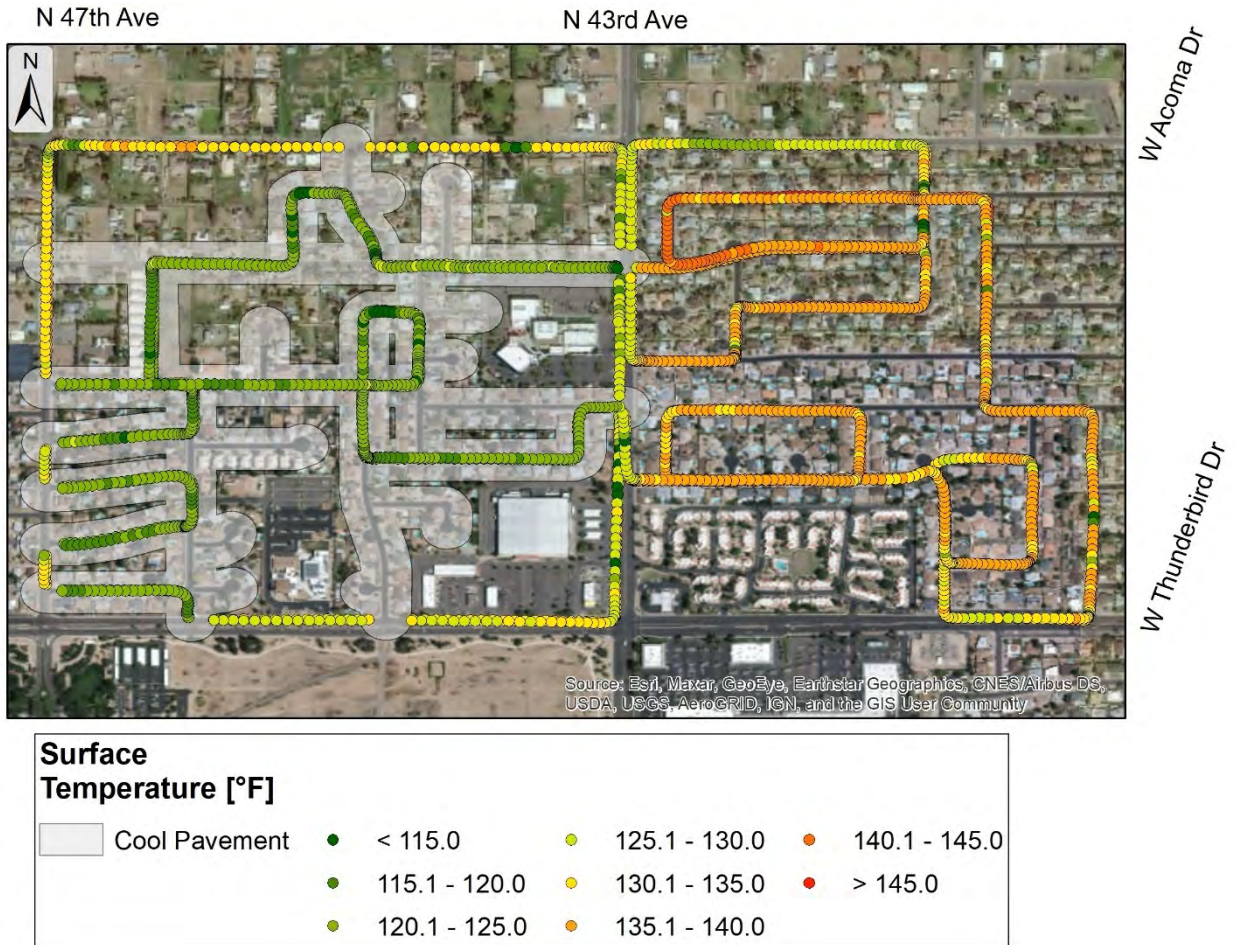 N 47th Ave
N 43rd Ave
N
W Acoma Dr
W Thunderbird Dr
Source: Esri, Maxar, GeoEye, Earthstar Geographics, CNES/Airbus DS,
USDA, USGS, AeroGRID, IGN, and the GIS User Community
Surface
Temperature [°F]
Cool Pavement
< 115.0
115.1 - 120.0
120.1 - 125.0
125.1 - 130.0
130.1 - 135.0
135.1 - 140.0
140.1 - 145.0
> 145.0